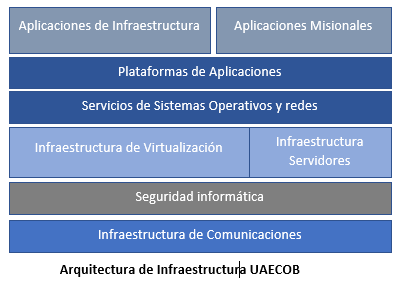 Aplicaciones de Infraestructura
Aplicaciones Misionales
Plataformas de Aplicaciones
Servicios de Sistemas Operativos y redes
Infraestructura de Virtualización
Infraestructura
Servidores
Seguridad informática
Infraestructura de Comunicaciones
Arquitectura de Infraestructura UAECOB